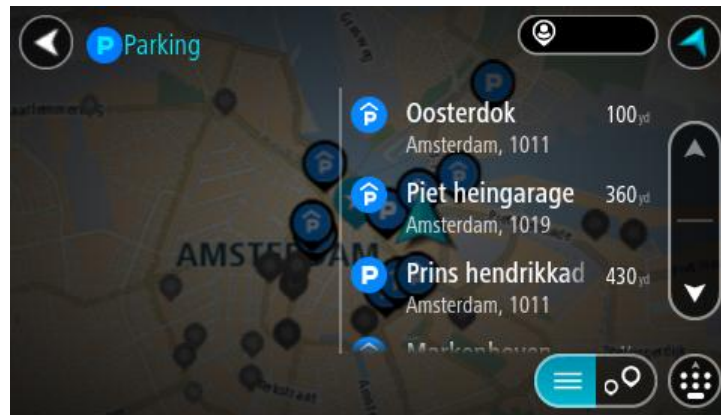 P Parking
P Oosterdok 100 yd
Amsterdam, 1011
P Piet heingarage 360 yd
Amsterdam, 1019
P Prins hendrikkad 430 yd
Amsterdam, 1011
Markenhoven
AMSTERDAM